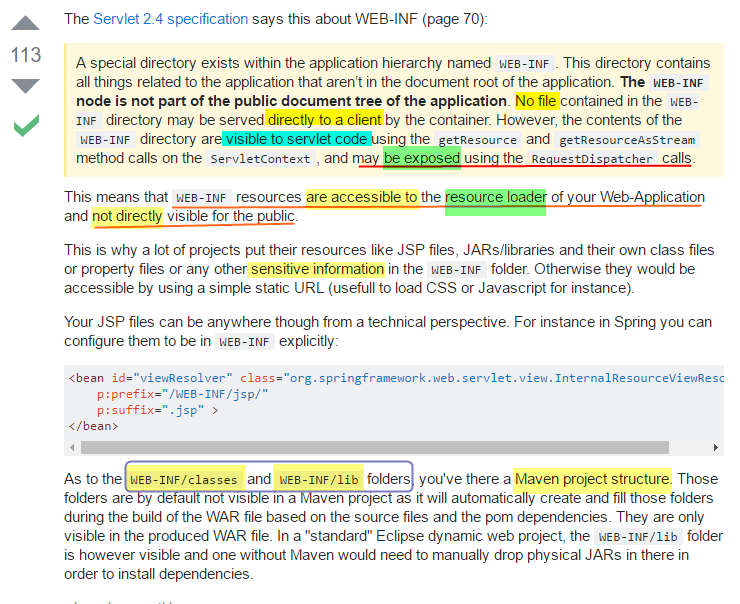 The Servlet 2.4 specification says this about WEB-INF (page 70):
113
A special directory exists within the application hierarchy named WEB-INF . This directory contains
all things related to the application that aren’t in the document root of the application. The WEB-INF
node is not part of the public document tree of the application. No file contained in the WEB-
INF directory may be served directly to a client by the container. However, the contents of the
WEB-INF directory are visible to servlet code using the getResource and getResourceAsStream
method calls on the ServletContext , and may be exposed using the RequestDispatcher calls.
This means that WEB-INF resources are accessible to the resource loader of your Web-Application
and not directly visible for the public.
This is why a lot of projects put their resources like JSP files, JARs/libraries and their own class files
or property files or any other sensitive information in the WEB-INF folder. Otherwise they would be
accessible by using a simple static URL (usefull to load CSS or Javascript for instance).
Your JSP files can be anywhere though from a technical perspective. For instance in Spring you can
configure them to be in WEB-INF explicitly:
<bean id="viewResolver" class="org.springframework.web.servlet.view.InternalResourceViewReso
p:prefix="/WEB-INF/jsp/"
p:suffix=".jsp" >
</bean>
As to the WEB-INF/classes and WEB-INF/lib folders, you've there a Maven project structure. Those
folders are by default not visible in a Maven project as it will automatically create and fill those folders
during the build of the WAR file based on the source files and the pom dependencies. They are only
visible in the produced WAR file. In a "standard" Eclipse dynamic web project, the WEB-INF/lib folder
is however visible and one without Maven would need to manually drop physical JARs in there in
order to install dependencies.